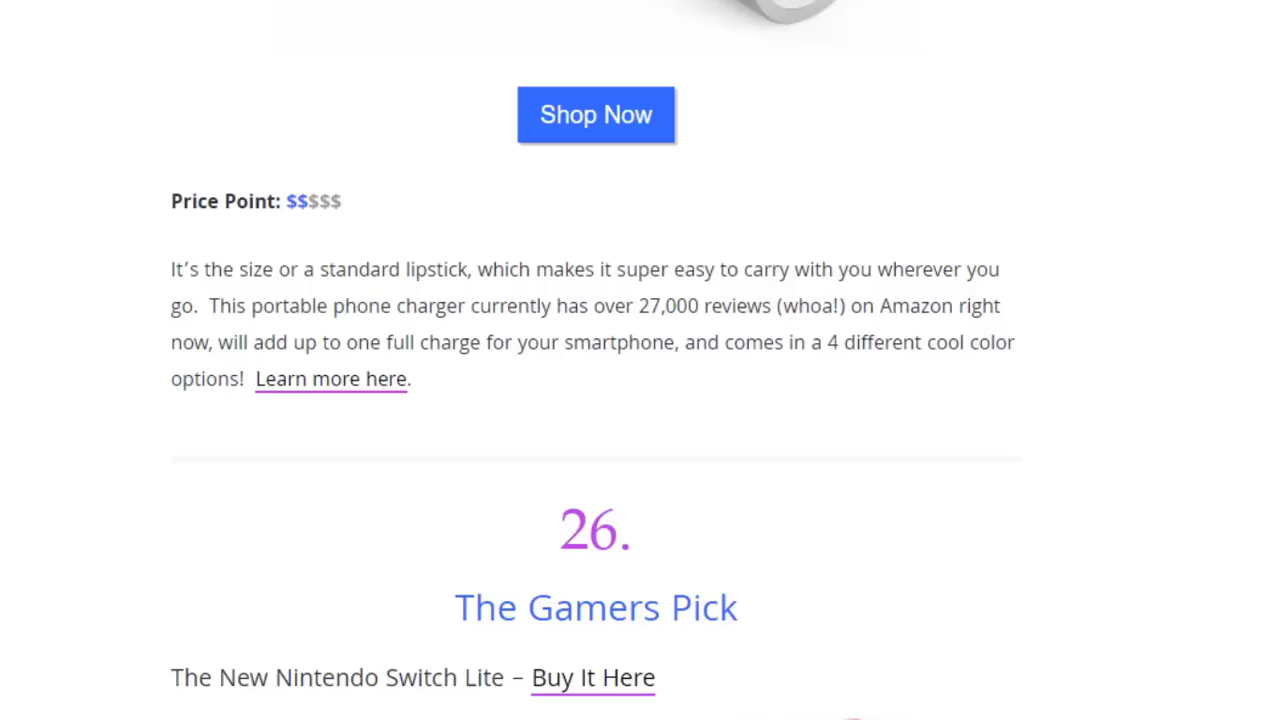 Shop Now
Price Point: $$$$$
It’s the size or a standard lipstick, which makes it super easy to carry with you wherever you
go.  This portable phone charger currently has over 27,000 reviews (whoa!) on Amazon right
now, will add up to one full charge for your smartphone, and comes in a 4 different cool color
options!  Learn more here.
26.
The Gamers Pick
The New Nintendo Switch Lite – Buy It Here